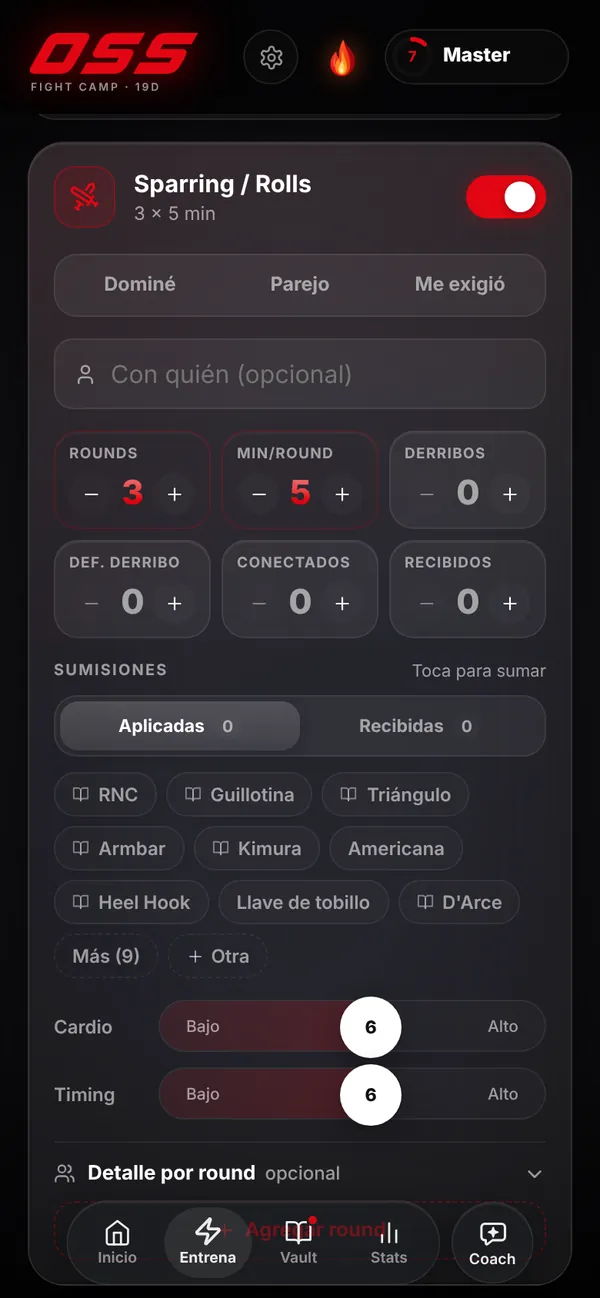 OSS
FIGHT CAMP · 19D
7 Master
Sparring / Rolls
3 × 5 min
Dominé Parejo Me exigió
Con quién (opcional)
ROUNDS MIN/ROUND DERRIBOS
− 3 + − 5 + − 0 +
DEF. DERRIBO CONECTADOS RECIBIDOS
− 0 + − 0 + − 0 +
SUMISIONES Toca para sumar
Aplicadas 0 Recibidas 0
RNC Guillotina Triángulo
Armbar Kimura Americana
Heel Hook Llave de tobillo D'Arce
Más (9) + Otra
Cardio Bajo 6 Alto
Timing Bajo 6 Alto
Detalle por round opcional
+ Agregar round
Inicio Entrena Vault Stats Coach